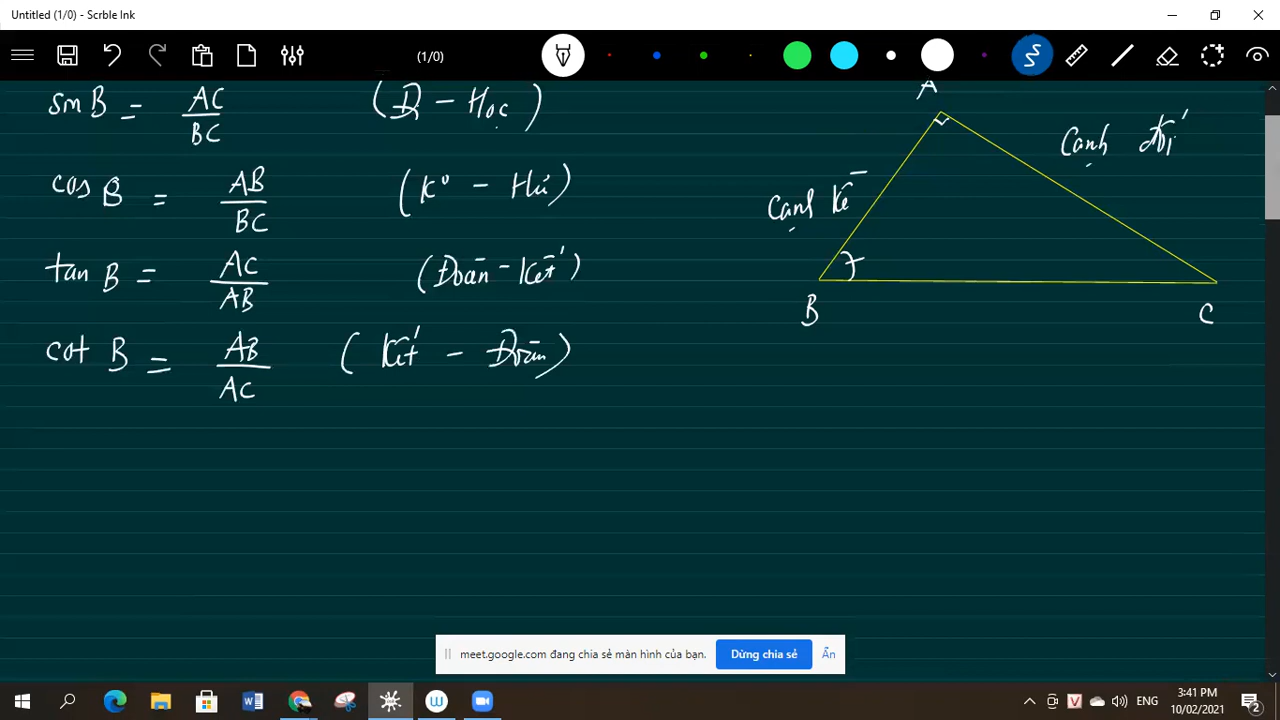 Untitled (1/0) - Scrble Ink
(1/0)
sin B = AC/BC (Đ - Học)
cos B = AB/BC (K° - Hư)
tan B = AC/AB (Đoàn - Kết)
cot B = AB/AC (Kết - Đoàn)
A
Cạnh đối
Cạnh Kề
B
C
meet.google.com đang chia sẻ màn hình của bạn.
Dừng chia sẻ
Ẩn
ENG
3:41 PM
10/02/2021
2